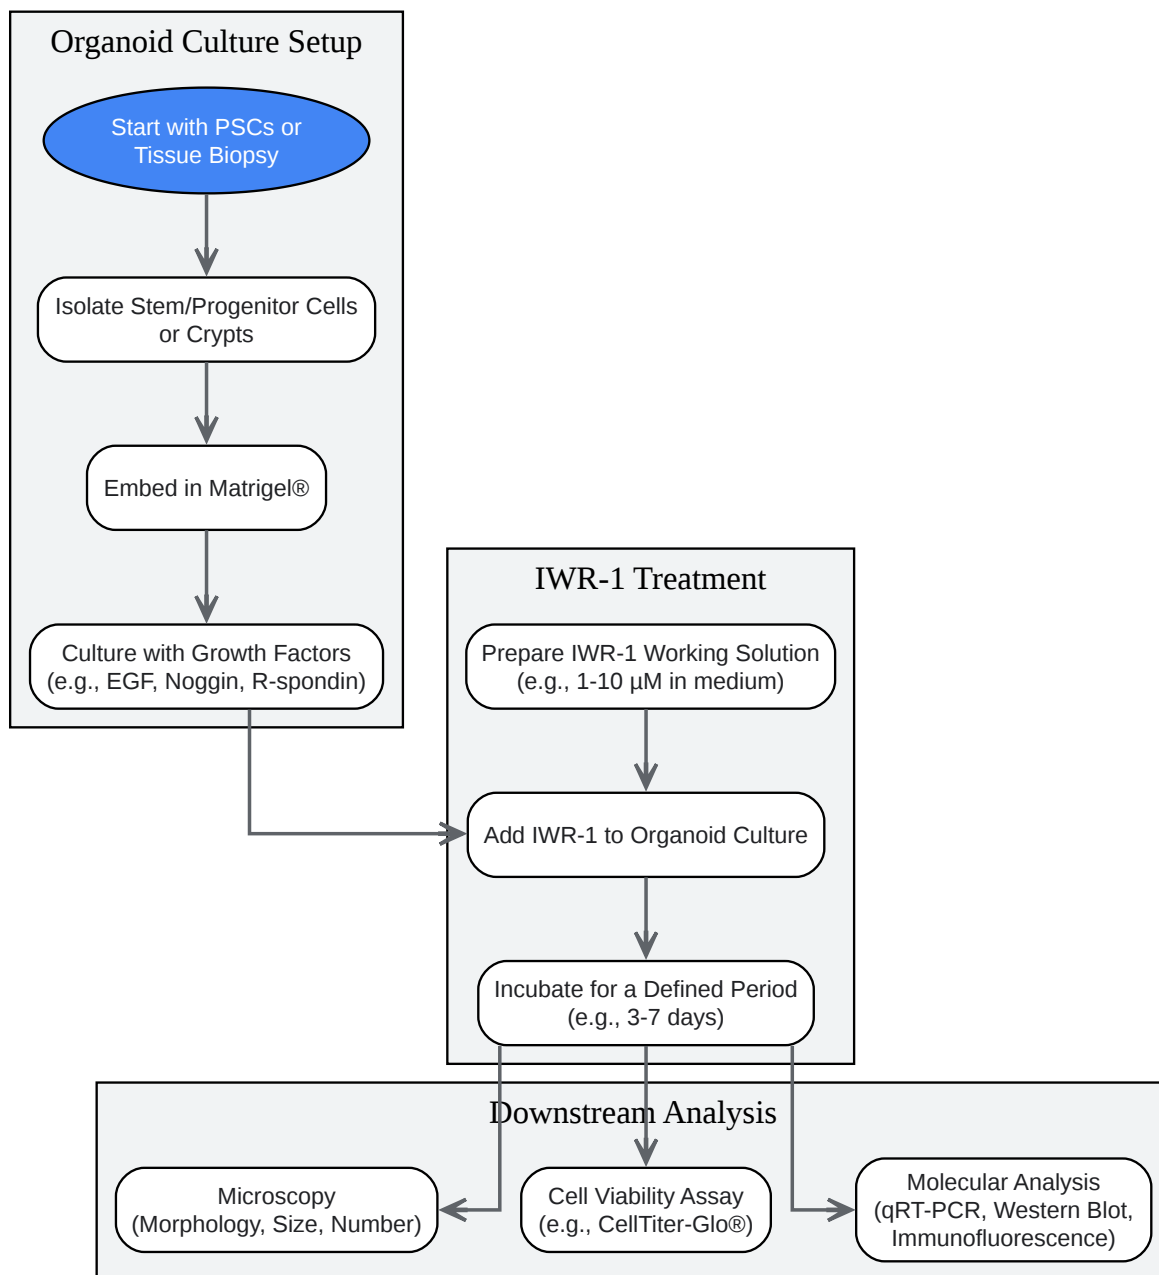 Organoid Culture Setup
Start with PSCs or
Tissue Biopsy
Isolate Stem/Progenitor Cells
or Crypts
Embed in Matrigel®
Culture with Growth Factors
(e.g., EGF, Noggin, R-spondin)
IWR-1 Treatment
Prepare IWR-1 Working Solution
(e.g., 1-10 µM in medium)
Add IWR-1 to Organoid Culture
Incubate for a Defined Period
(e.g., 3-7 days)
Downstream Analysis
Microscopy
(Morphology, Size, Number)
Cell Viability Assay
(e.g., CellTiter-Glo®)
Molecular Analysis
(qRT-PCR, Western Blot,
Immunofluorescence)